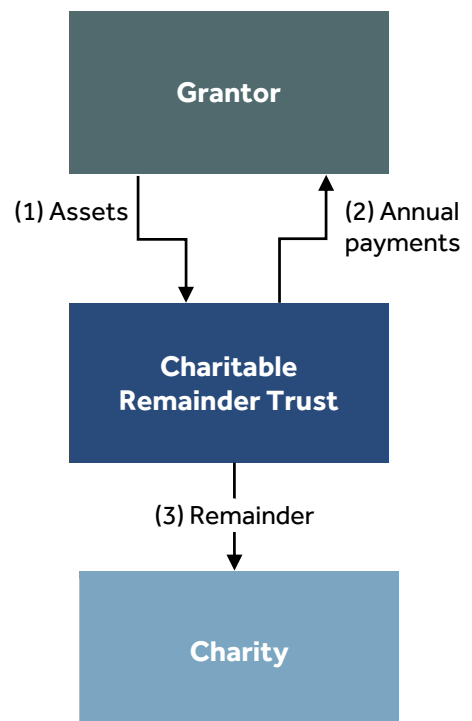 Grantor
(1) Assets
(2) Annual
payments
Charitable
Remainder Trust
(3) Remainder
Charity